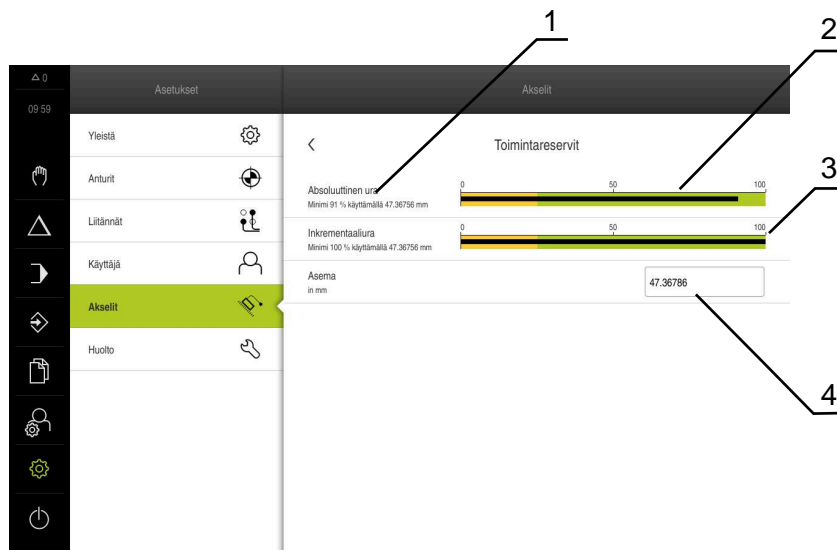 1
2
0
Asetukset
Akselit
09 59
Yleistä
Toimintareservit
Anturit
Absoluuttinen ura
Minimi 91 % käyttämällä 47.36756 mm
0 50 100
3
Liitännät
Inkrementaaliura
Minimi 100 % käyttämällä 47.36756 mm
0 50 100
Käyttäjä
Asema
in mm
47.36786
Akselit
Huolto
4